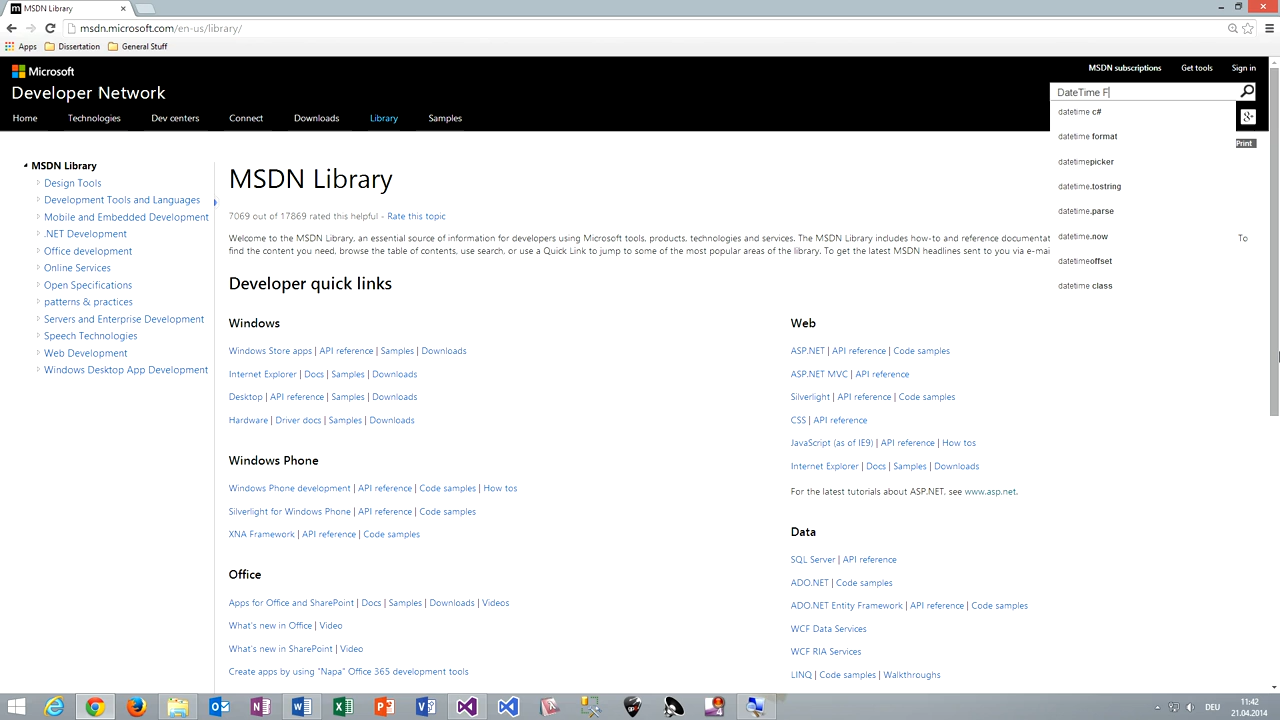 MSDN Library
msdn.microsoft.com/en-us/library/
Apps Dissertation General Stuff
Microsoft
MSDN subscriptions Get tools Sign in
Developer Network
DateTime F
Home Technologies Dev centers Connect Downloads Library Samples
datetime c#
datetime format
datetimepicker
datetime.tostring
datetime.parse
datetime.now
datetimeoffset
datetime class
Print
MSDN Library
Design Tools
Development Tools and Languages
Mobile and Embedded Development
.NET Development
Office development
Online Services
Open Specifications
patterns & practices
Servers and Enterprise Development
Speech Technologies
Web Development
Windows Desktop App Development
MSDN Library
7069 out of 17869 rated this helpful - Rate this topic
Welcome to the MSDN Library, an essential source of information for developers using Microsoft tools, products, technologies and services. The MSDN Library includes how-to and reference documentat To
find the content you need, browse the table of contents, use search, or use a Quick Link to jump to some of the most popular areas of the library. To get the latest MSDN headlines sent to you via e-mai
Developer quick links
Windows
Windows Store apps | API reference | Samples | Downloads
Internet Explorer | Docs | Samples | Downloads
Desktop | API reference | Samples | Downloads
Hardware | Driver docs | Samples | Downloads
Windows Phone
Windows Phone development | API reference | Code samples | How tos
Silverlight for Windows Phone | API reference | Code samples
XNA Framework | API reference | Code samples
Office
Apps for Office and SharePoint | Docs | Samples | Downloads | Videos
What's new in Office | Video
What's new in SharePoint | Video
Create apps by using "Napa" Office 365 development tools
Web
ASP.NET | API reference | Code samples
ASP.NET MVC | API reference
Silverlight | API reference | Code samples
CSS | API reference
JavaScript (as of IE9) | API reference | How tos
Internet Explorer | Docs | Samples | Downloads
For the latest tutorials about ASP.NET. see www.asp.net.
Data
SQL Server | API reference
ADO.NET | Code samples
ADO.NET Entity Framework | API reference | Code samples
WCF Data Services
WCF RIA Services
LINQ | Code samples | Walkthroughs
DEU
11:42
21.04.2014